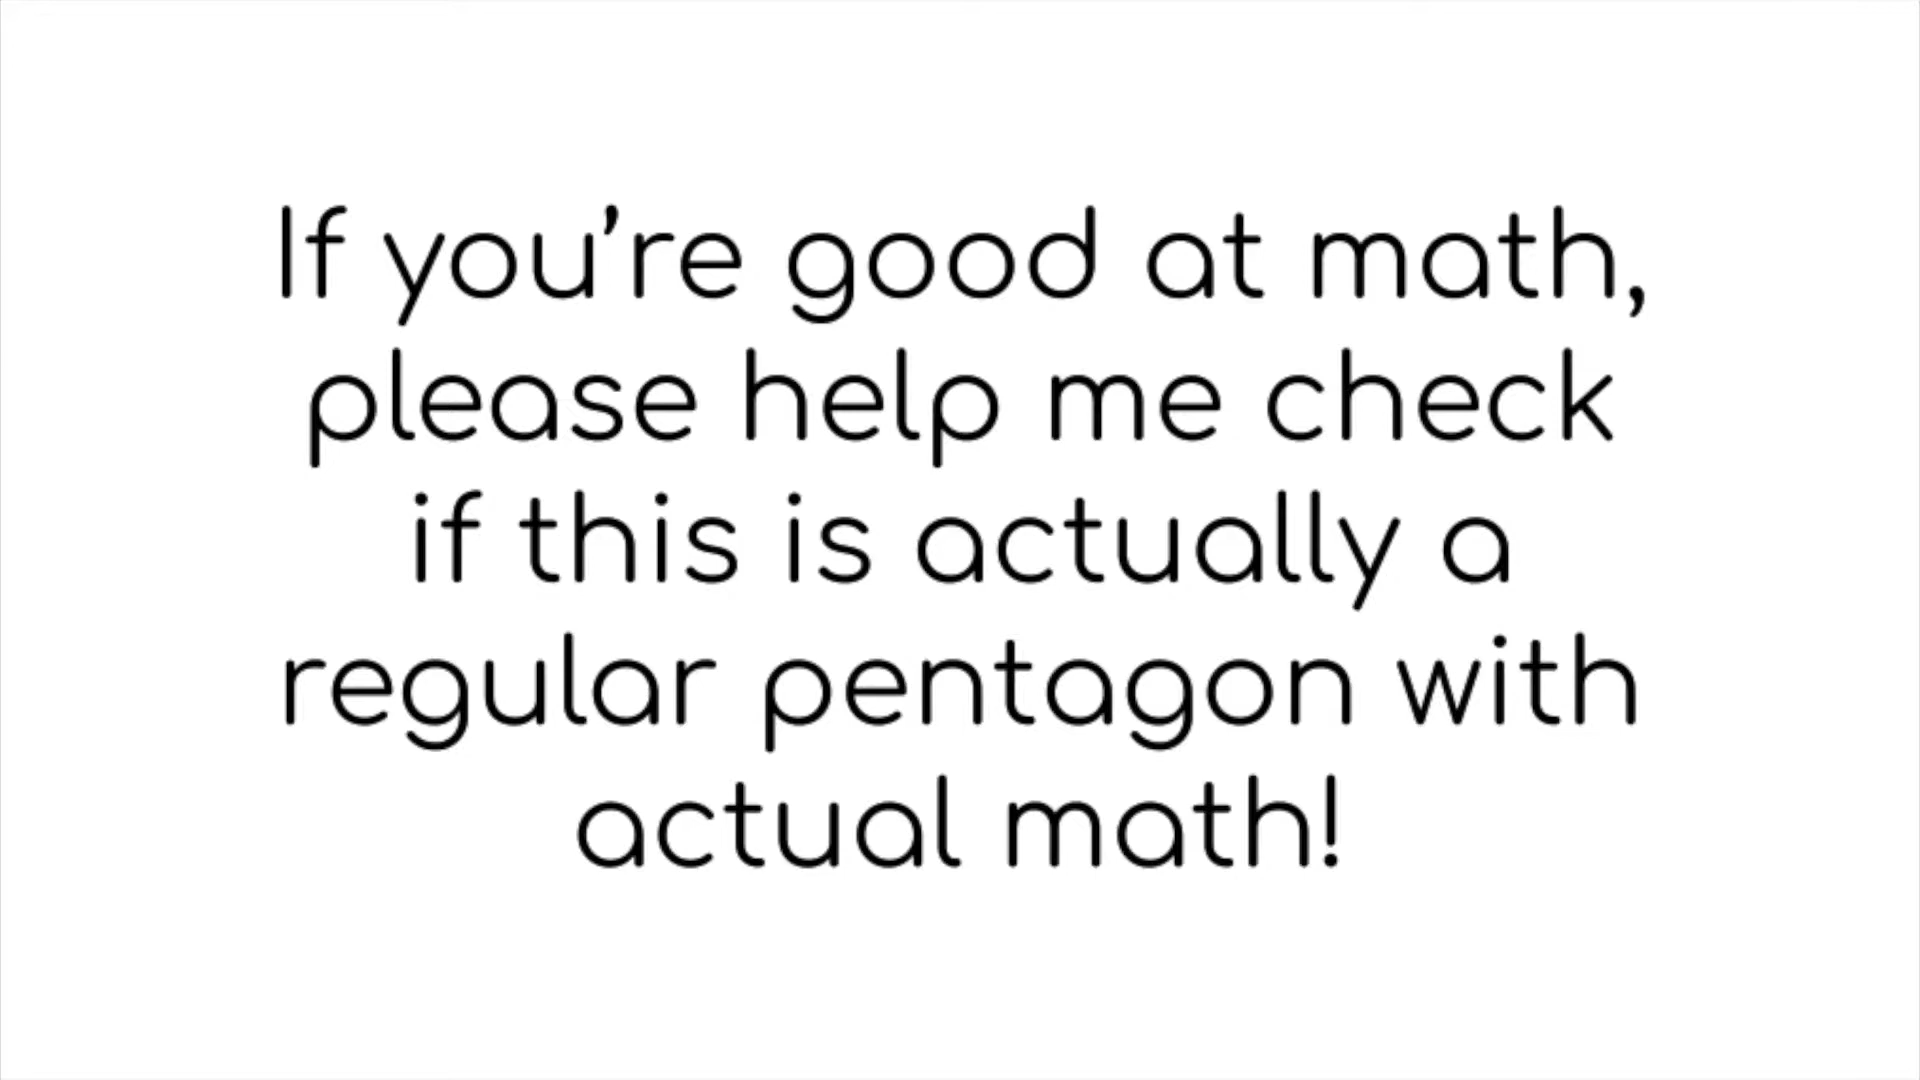 If you’re good at math,
please help me check
if this is actually a
regular pentagon with
actual math!